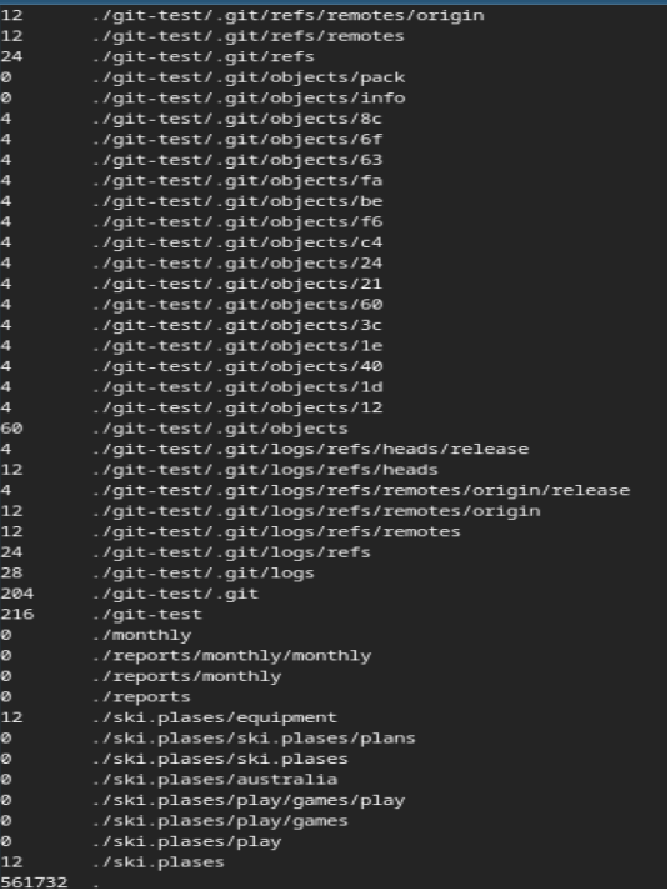 12 ./git-test/.git/refs/remotes/origin
12 ./git-test/.git/refs/remotes
24 ./git-test/.git/refs
0 ./git-test/.git/objects/pack
0 ./git-test/.git/objects/info
4 ./git-test/.git/objects/8c
4 ./git-test/.git/objects/6f
4 ./git-test/.git/objects/63
4 ./git-test/.git/objects/fa
4 ./git-test/.git/objects/be
4 ./git-test/.git/objects/f6
4 ./git-test/.git/objects/c4
4 ./git-test/.git/objects/24
4 ./git-test/.git/objects/21
4 ./git-test/.git/objects/60
4 ./git-test/.git/objects/3c
4 ./git-test/.git/objects/1e
4 ./git-test/.git/objects/40
4 ./git-test/.git/objects/1d
4 ./git-test/.git/objects/12
60 ./git-test/.git/objects
4 ./git-test/.git/logs/refs/heads/release
12 ./git-test/.git/logs/refs/heads
4 ./git-test/.git/logs/refs/remotes/origin/release
12 ./git-test/.git/logs/refs/remotes/origin
12 ./git-test/.git/logs/refs/remotes
24 ./git-test/.git/logs/refs
28 ./git-test/.git/logs
204 ./git-test/.git
216 ./git-test
0 ./monthly
0 ./reports/monthly/monthly
0 ./reports/monthly
0 ./reports
12 ./ski.plases/equipment
0 ./ski.plases/ski.plases/plans
0 ./ski.plases/ski.plases
0 ./ski.plases/australia
0 ./ski.plases/play/games/play
0 ./ski.plases/play/games
0 ./ski.plases/play
12 ./ski.plases
561732 .